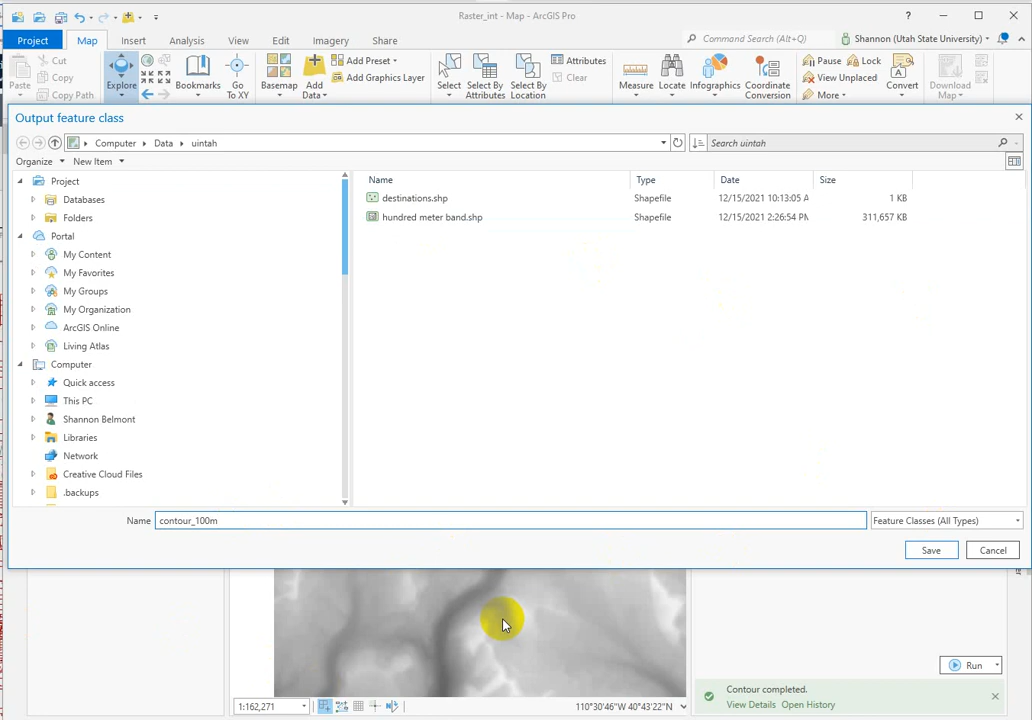 Raster_int - Map - ArcGIS Pro
?
Project Map Insert Analysis View Edit Imagery Share
Command Search (Alt+Q)
Shannon (Utah State University)
Paste
Cut
Copy
Copy Path
Explore
Bookmarks
Go To XY
Basemap
Add Data
Add Preset
Add Graphics Layer
Select
Select By Attributes
Select By Location
Attributes
Clear
Measure
Locate
Infographics
Coordinate Conversion
Pause Lock
View Unplaced
More
Convert
Download Map
Output feature class
Computer Data uintah
Search uintah
Organize New Item
Name Type Date Size
destinations.shp Shapefile 12/15/2021 10:13:05 A 1 KB
hundred meter band.shp Shapefile 12/15/2021 2:26:54 PM 311,657 KB
Project
Databases
Folders
Portal
My Content
My Favorites
My Groups
My Organization
ArcGIS Online
Living Atlas
Computer
Quick access
This PC
Shannon Belmont
Libraries
Network
Creative Cloud Files
.backups
Name contour_100m
Feature Classes (All Types)
Save Cancel
Run
Contour completed.
View Details Open History
1:162,271
110°30'46"W 40°43'22"N